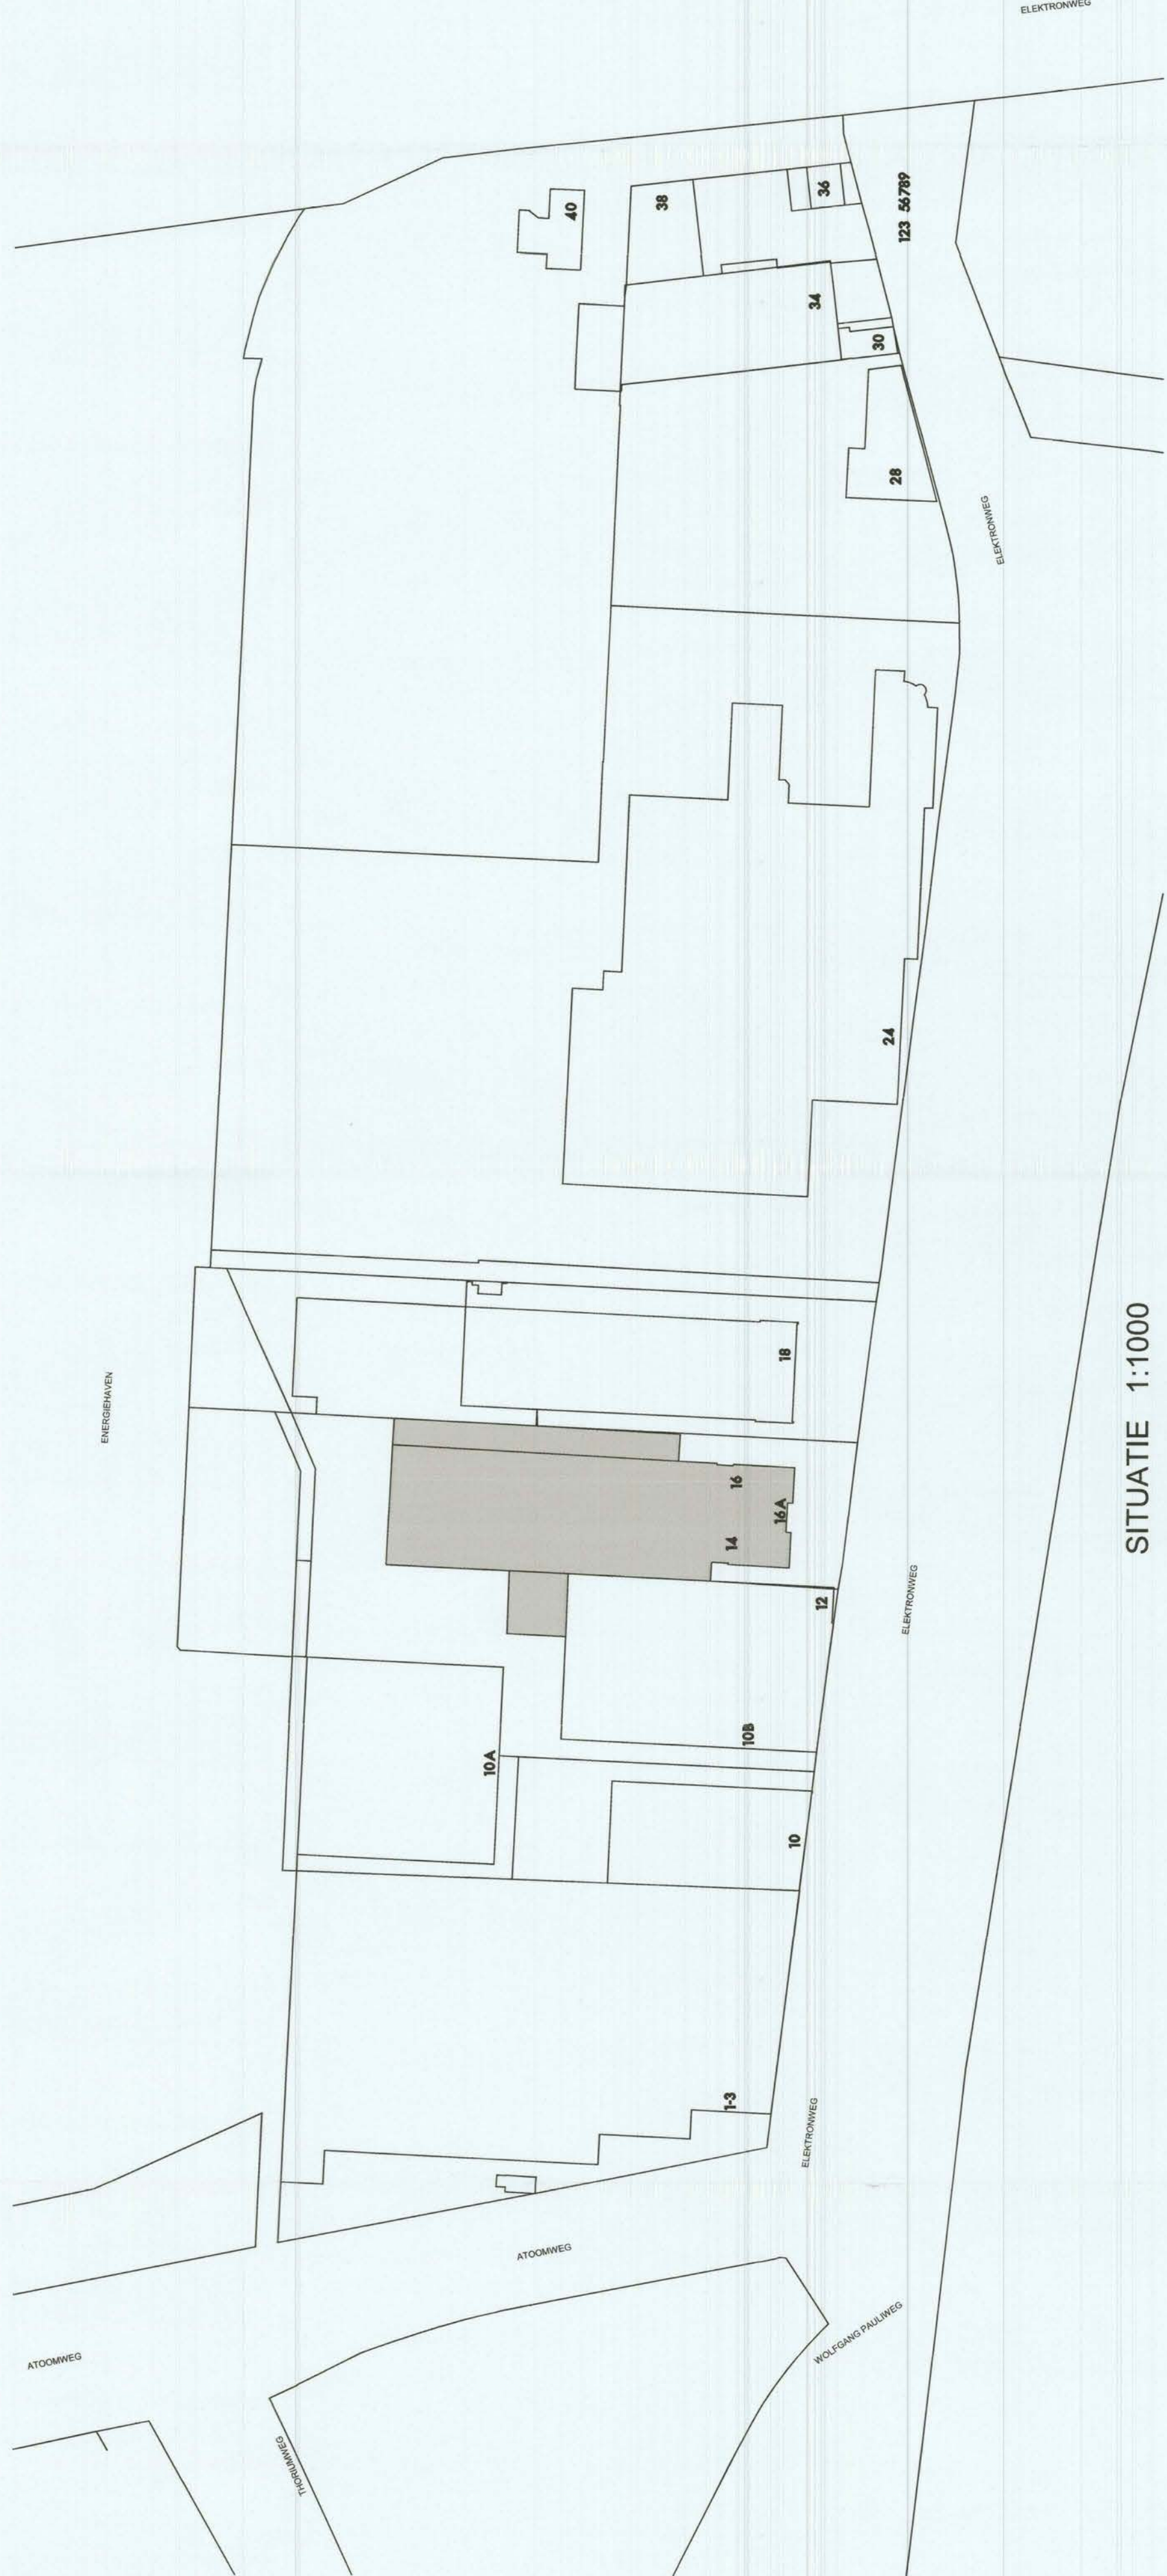 ELEKTRONWEG
40
38
36
123 56789
34
30
28
ELEKTRONWEG
24
18
ENERGIEHAVEN
16
16A
14
12
ELEKTRONWEG
SITUATIE 1:1000
10B
10A
10
1-3
ELEKTRONWEG
ATOOMWEG
WOLFGANG PAULIWEG
ATOOMWEG
THORIUMWEG